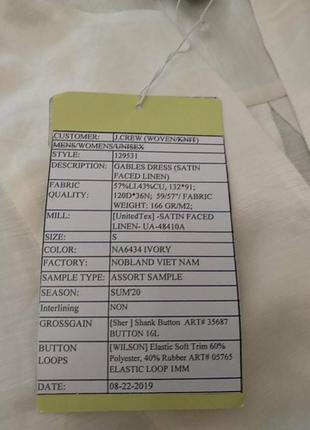 CUSTOMER: J.CREW (WOVEN/KNIT)
MENS/WOMENS/UNISEX
STYLE: 129531
DESCRIPTION: GABLES DRESS (SATIN
FACED LINEN)
FABRIC 57%LI.43%CU, 132*91;
QUALITY: 120D*36N; 59/57"/ FABRIC
WEIGHT: 166 GR/M2;
MILL: [UnitedTex] -SATIN FACED
LINEN- UA-48410A
SIZE: S
COLOR: NA6434 IVORY
FACTORY: NOBLAND VIET NAM
SAMPLE TYPE: ASSORT SAMPLE
SEASON: SUM'20
Interlining NON
GROSSGAIN [Sher ] Shank Button ART# 35687
BUTTON 16L
BUTTON [WILSON] Elastic Soft Trim 60%
LOOPS Polyester, 40% Rubber ART# 05765
ELASTIC LOOP 1MM
DATE: 08-22-2019